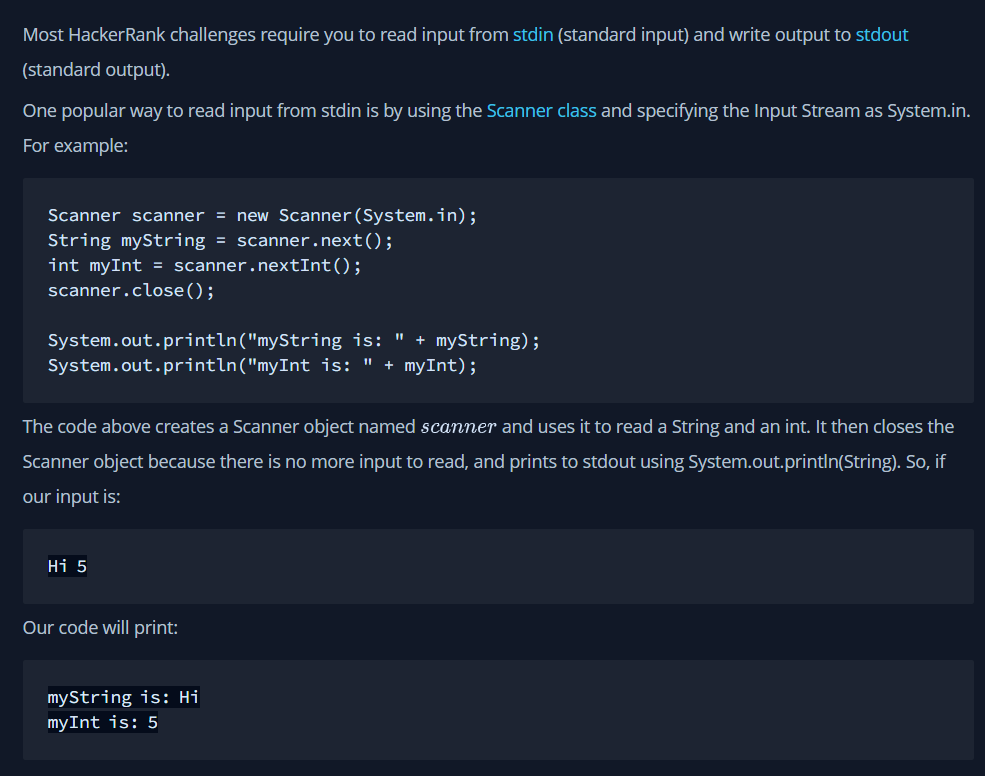 Most HackerRank challenges require you to read input from stdin (standard input) and write output to stdout
(standard output).
One popular way to read input from stdin is by using the Scanner class and specifying the Input Stream as System.in.
For example:
Scanner scanner = new Scanner(System.in);
String myString = scanner.next();
int myInt = scanner.nextInt();
scanner.close();
System.out.println("myString is: " + myString);
System.out.println("myInt is: " + myInt);
The code above creates a Scanner object named scanner and uses it to read a String and an int. It then closes the
Scanner object because there is no more input to read, and prints to stdout using System.out.println(String). So, if
our input is:
Hi 5
Our code will print:
myString is: Hi
myInt is: 5